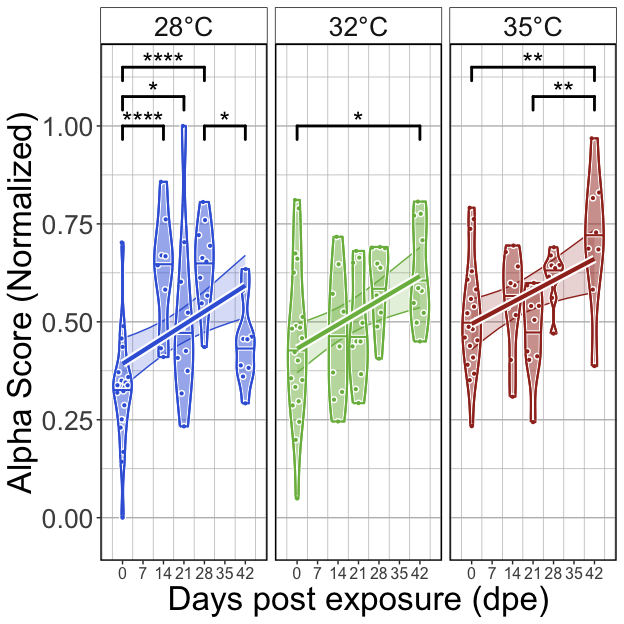 28°C 32°C 35°C
**** **
* **
**** * *
1.00
0.75
0.50
0.25
0.00
Alpha Score (Normalized)
0 7 14 21 28 35 42 0 7 14 21 28 35 42 0 7 14 21 28 35 42
Days post exposure (dpe)